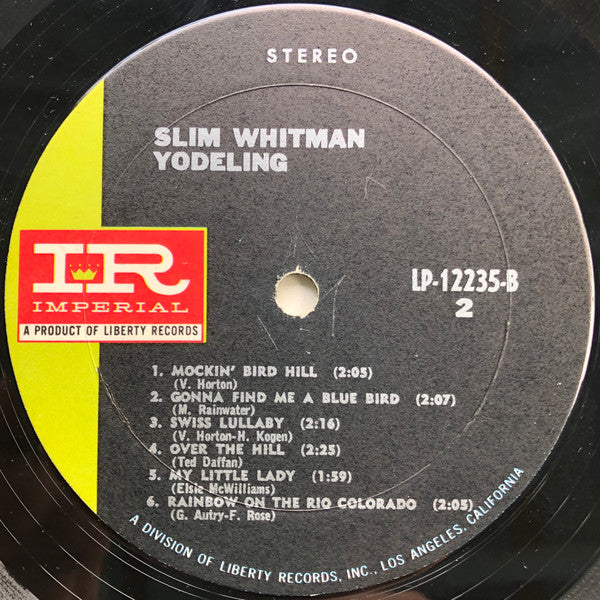 STEREO
SLIM WHITMAN
YODELING
IR
IMPERIAL
A PRODUCT OF LIBERTY RECORDS
LP-12235-B
2
1. MOCKIN' BIRD HILL (2:05)
(V. Horton)
2. GONNA FIND ME A BLUE BIRD (2:07)
(M. Rainwater)
3. SWISS LULLABY (2:16)
(V. Horton-H. Kogen)
4. OVER THE HILL (2:25)
(Ted Daffan)
5. MY LITTLE LADY (1:59)
(Elsie McWilliams)
6. RAINBOW ON THE RIO COLORADO (2:05)
(G. Autry-F. Rose)
A DIVISION OF LIBERTY RECORDS, INC., LOS ANGELES, CALIFORNIA